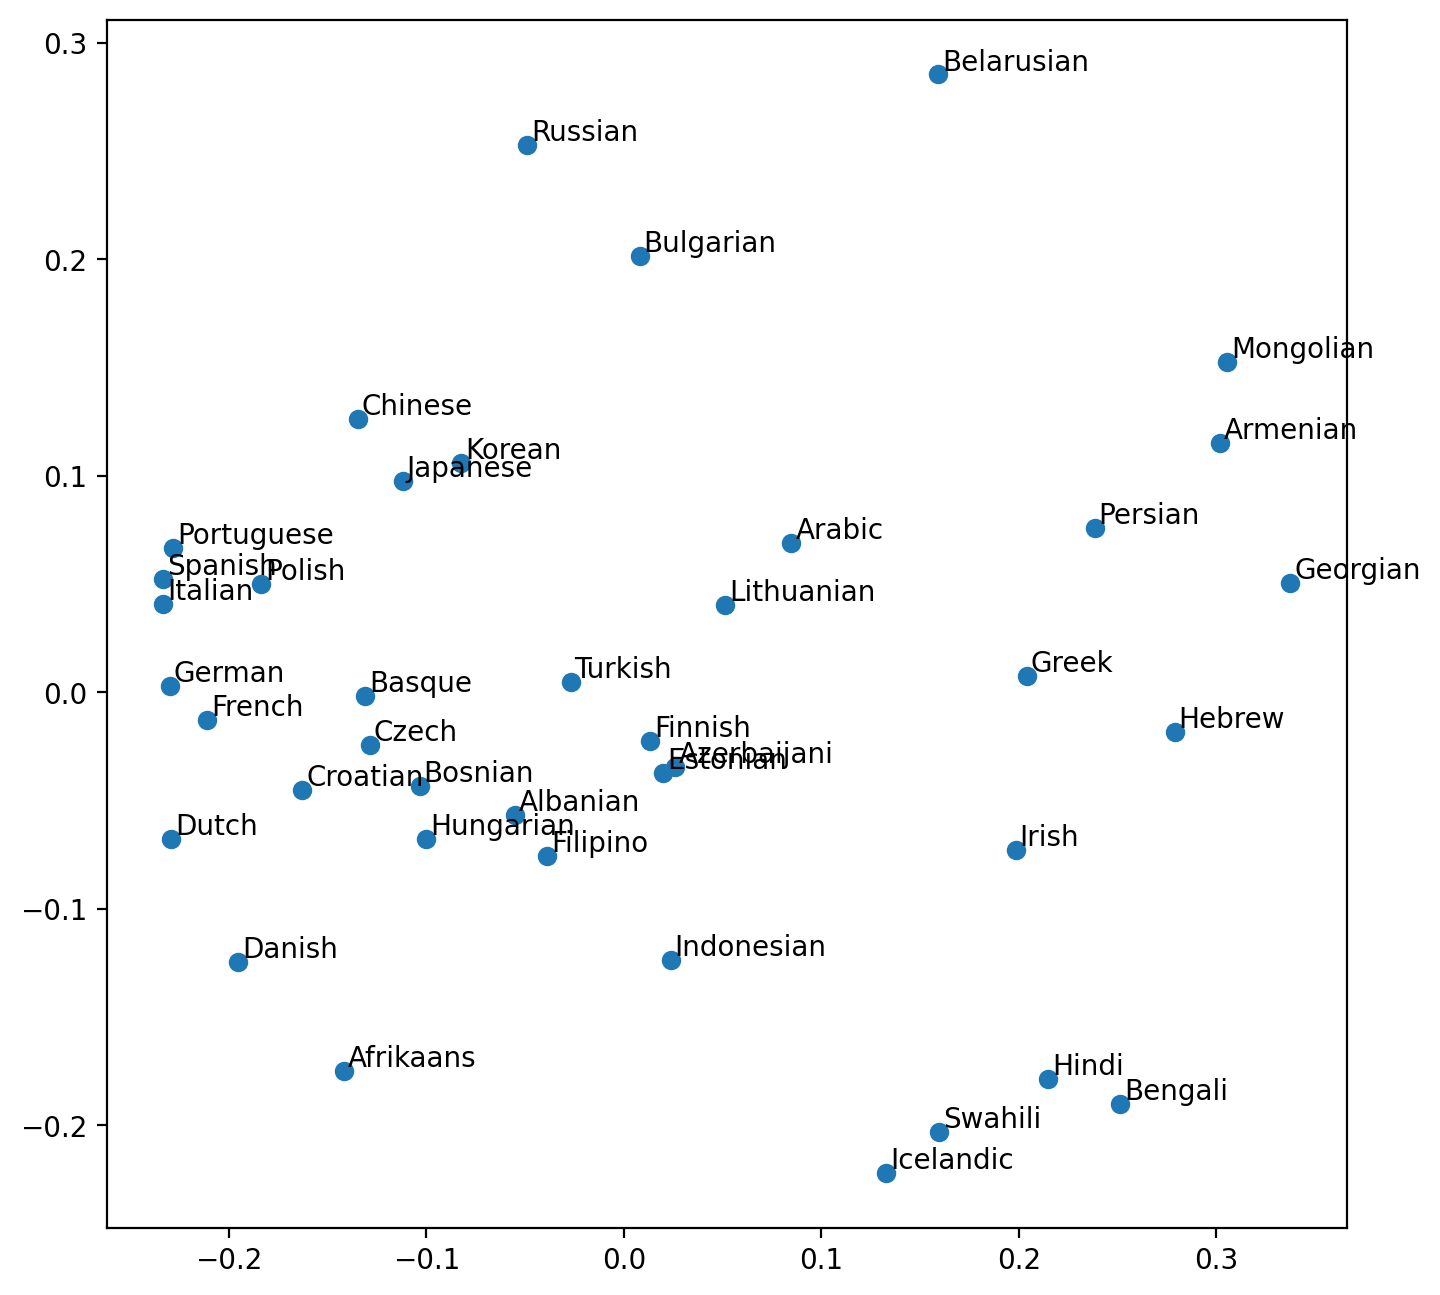 0.3
Belarusian
Russian
Bulgarian
0.2
Mongolian
Chinese
Armenian
Korean
Japanese
0.1
Persian
Arabic
Portuguese
Spanish
Polish
Georgian
Italian
Lithuanian
German
Turkish
Greek
Basque
0.0
French
Hebrew
Finnish
Czech
Azerbaijani
Estonian
Croatian
Bosnian
Albanian
Dutch
Hungarian
Filipino
Irish
−0.1
Danish
Indonesian
Afrikaans
Hindi
Bengali
−0.2
Swahili
Icelandic
−0.2 −0.1 0.0 0.1 0.2 0.3